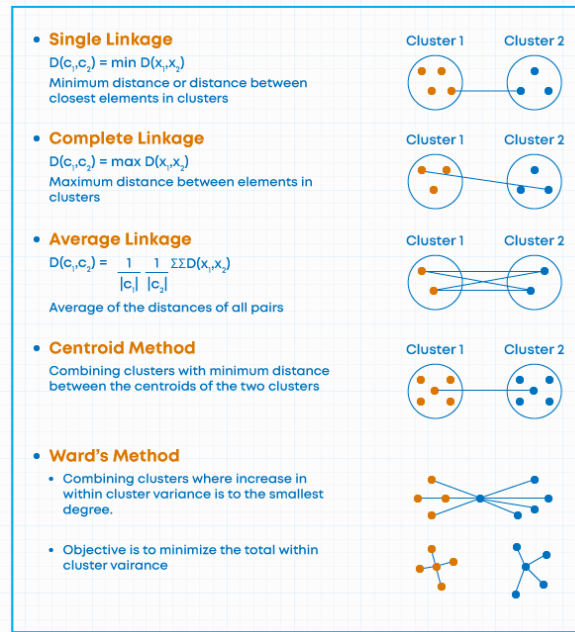 • Single Linkage
D(c₁,c₂) = min D(x₁,x₂)
Minimum distance or distance between
closest elements in clusters
Cluster 1
Cluster 2
• Complete Linkage
D(c₁,c₂) = max D(x₁,x₂)
Maximum distance between elements in
clusters
Cluster 1
Cluster 2
• Average Linkage
D(c₁,c₂) = 1/|c₁| 1/|c₂| ΣΣD(x₁,x₂)
Average of the distances of all pairs
Cluster 1
Cluster 2
• Centroid Method
Combining clusters with minimum distance
between the centroids of the two clusters
Cluster 1
Cluster 2
• Ward's Method
• Combining clusters where increase in
within cluster variance is to the smallest
degree.
• Objective is to minimize the total within
cluster vairance